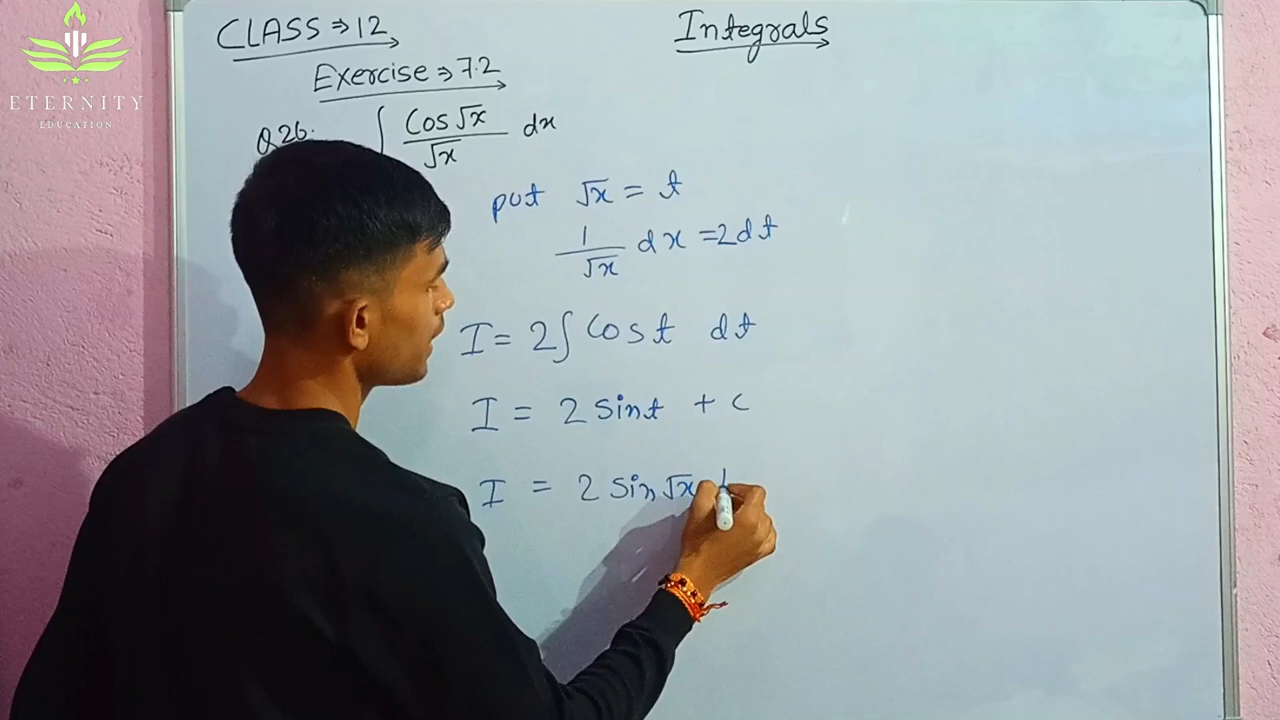 ETERNITY
EDUCATION
CLASS ⇒ 12
Integrals
Exercise ⇒ 7.2
Q26. ∫ cos√x / √x dx
put √x = t
1/√x dx = 2dt
I = 2∫ cos t dt
I = 2 sin t + c
I = 2 sin √x